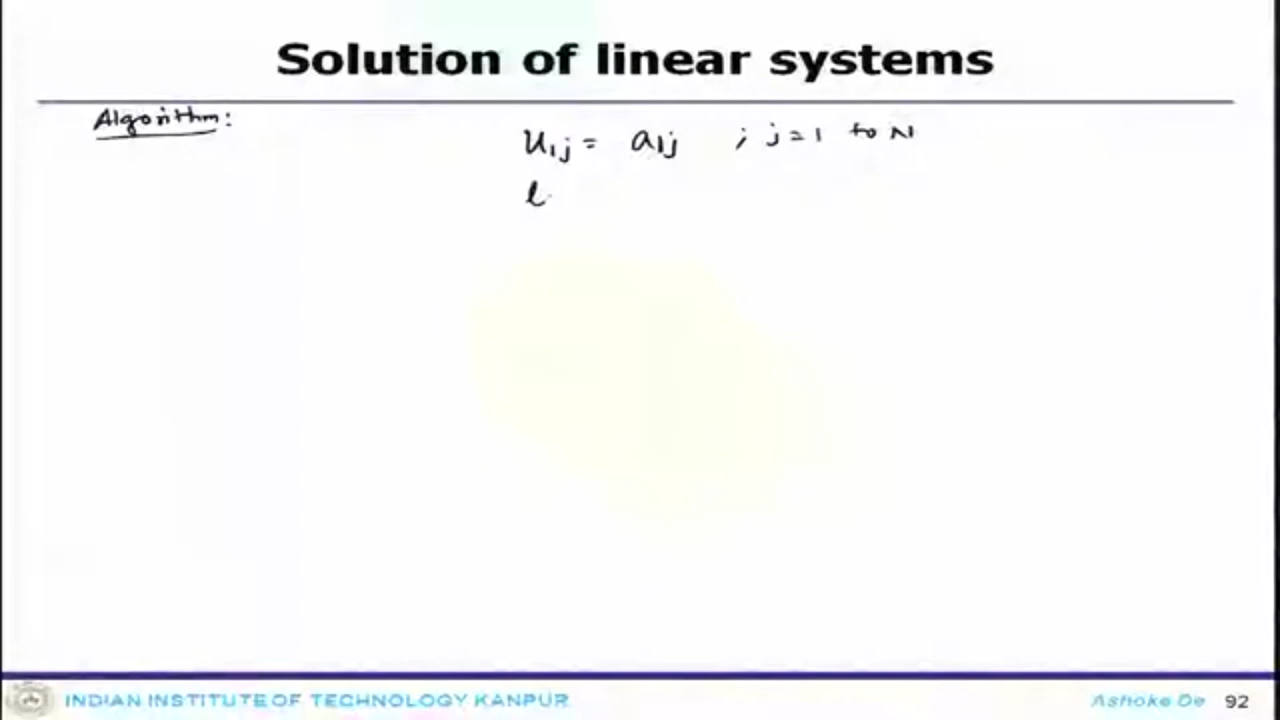 Solution of linear systems
Algorithm:
u₁ⱼ = a₁ⱼ ; j=1 to N
l
INDIAN INSTITUTE OF TECHNOLOGY KANPUR
Ashoke De 92